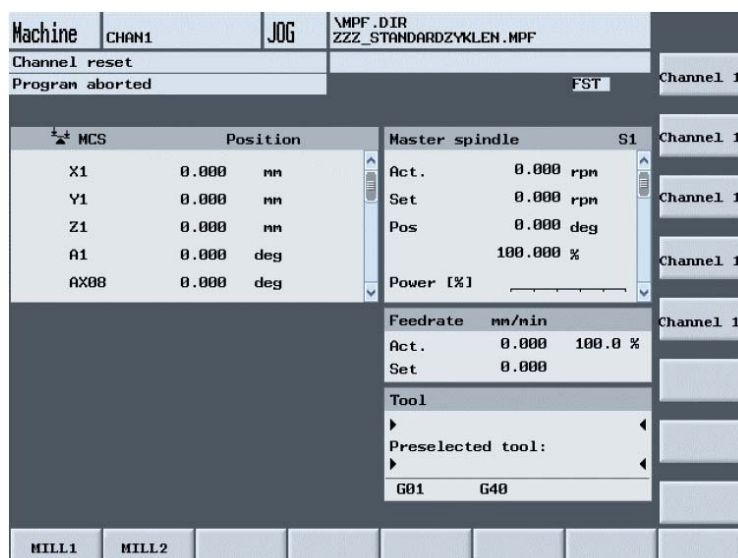 Machine CHAN1 JOG \MPF.DIR
ZZZ_STANDARDZYKLEN.MPF
Channel reset
Program aborted FST
MCS Position
X1 0.000 mm
Y1 0.000 mm
Z1 0.000 mm
A1 0.000 deg
AX08 0.000 deg
Master spindle S1
Act. 0.000 rpm
Set 0.000 rpm
Pos 0.000 deg
100.000 %
Power [%]
Feedrate mm/min
Act. 0.000 100.0 %
Set 0.000
Tool
Preselected tool:
G01 G40
Channel 1
Channel 1
Channel 1
Channel 1
Channel 1
MILL1 MILL2